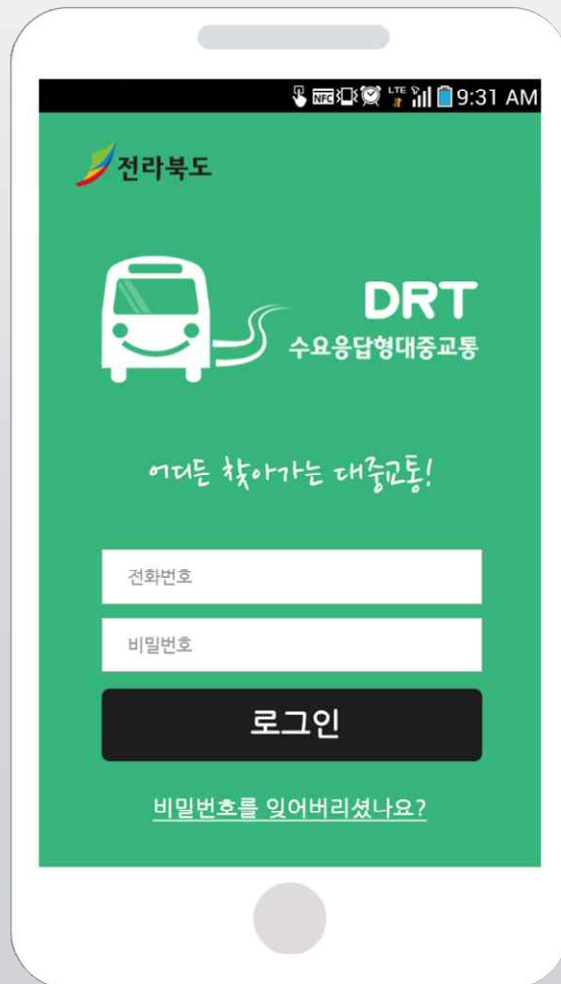 NFC LTE 9:31 AM
전라북도
DRT
수요응답형대중교통
어디든 찾아가는 대중교통!
전화번호
비밀번호
로그인
비밀번호를 잊어버리셨나요?